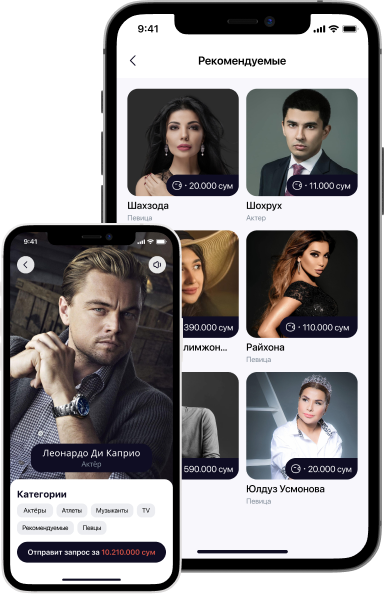 9:41
Рекомендуемые
20.000 сум
Шахзода
Певица
11.000 сум
Шохрух
Актер
390.000 сум
лимжон...
110.000 сум
Райхона
Певица
590.000 сум
20.000 сум
Юлдуз Усмонова
Певица
9:41
Леонардо Ди Каприо
Актёр
Категории
Актёры Атлеты Музыканты TV
Рекомендуемые Певцы
Отправит запрос за 10.210.000 сум